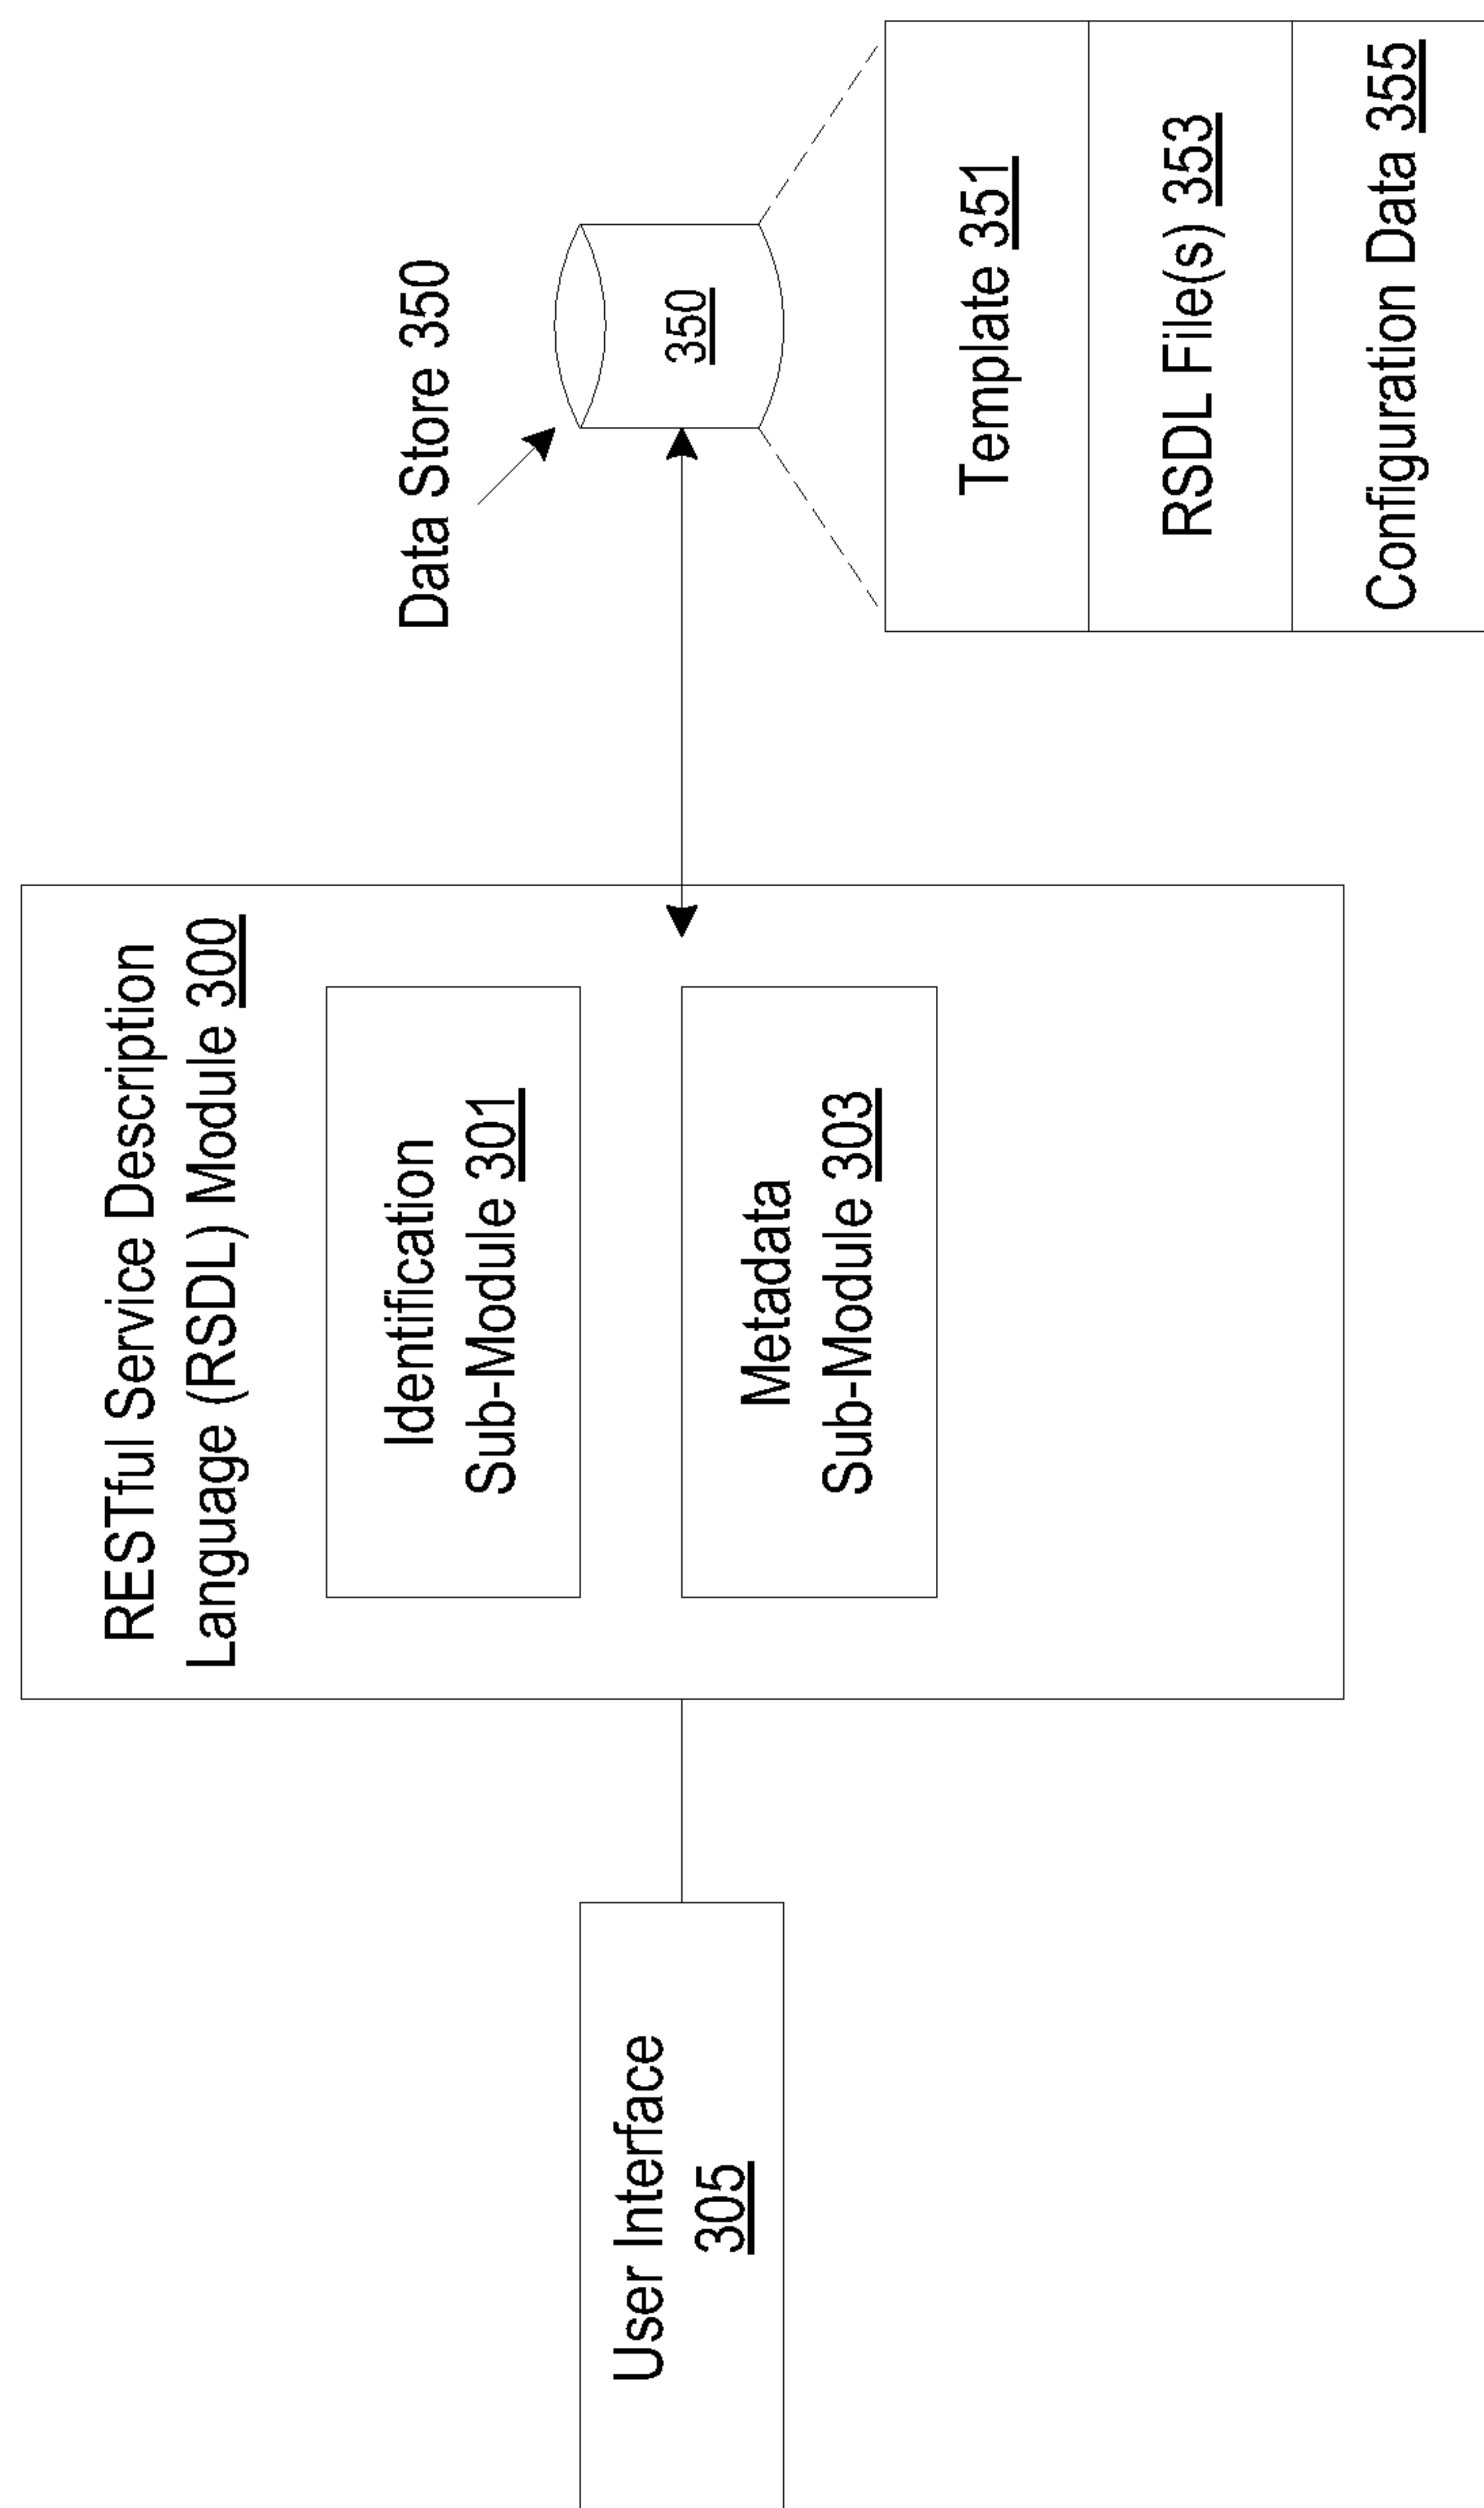 RESTful Service Description
Language (RSDL) Module 300
Identification
Sub-Module 301
Metadata
Sub-Module 303
User Interface
305
Data Store 350
350
Template 351
RSDL File(s) 353
Configuration Data 355